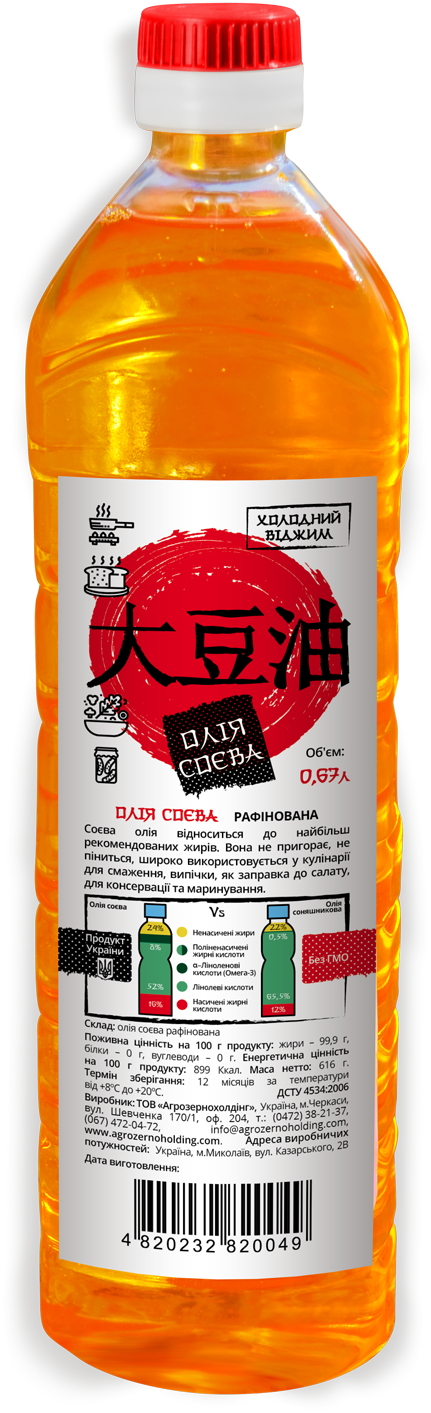 ХОЛОДНИЙ
ВІДЖИМ
大豆油
ОЛІЯ
СОЄВА
Об'єм:
0,67л
ОЛІЯ СОЄВА РАФІНОВАНА
Соєва олія відноситься до найбільш
рекомендованих жирів. Вона не пригорає, не
піниться, широко використовується у кулінарії
для смаження, випічки, як заправка до салату,
для консервації та маринування.
Олія соєва
Vs
Олія
соняшникова
24%
8%
52%
16%
Ненасичені жири
Поліненасичені
жирні кислоти
α-Ліноленові
кислоти (Омега-3)
Лінолеві кислоти
Насичені жирні
кислоти
22%
0,5%
65,5%
12%
Продукт
України
Без ГМО
Склад: олія соєва рафінована
Поживна цінність на 100 г продукту: жири – 99,9 г,
білки – 0 г, вуглеводи – 0 г. Енергетична цінність
на 100 г продукту: 899 Ккал. Маса нетто: 616 г.
Термін зберігання: 12 місяців за температури
від +8°С до +20°С. ДСТУ 4534:2006
Виробник: ТОВ «Агрозернохолдінг», Україна, м.Черкаси,
вул. Шевченка 170/1, оф. 204, т.: (0472) 38-21-37,
(067) 472-04-72, info@agrozernoholding.com,
www.agrozernoholding.com. Адреса виробничих
потужностей: Україна, м.Миколаїв, вул. Казарського, 2В
Дата виготовлення:
4 820232 820049